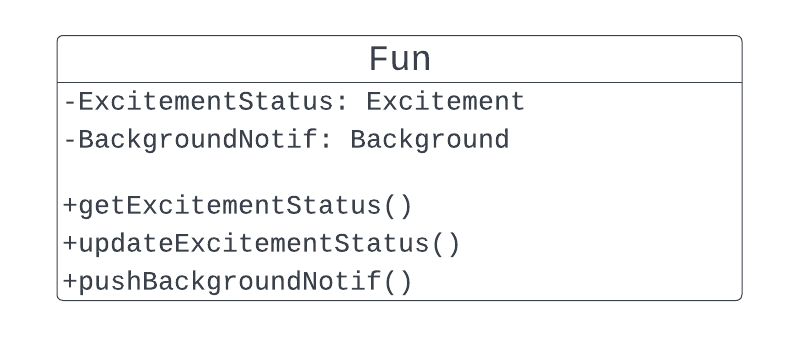 Fun
-ExcitementStatus: Excitement
-BackgroundNotif: Background
+getExcitementStatus()
+updateExcitementStatus()
+pushBackgroundNotif()